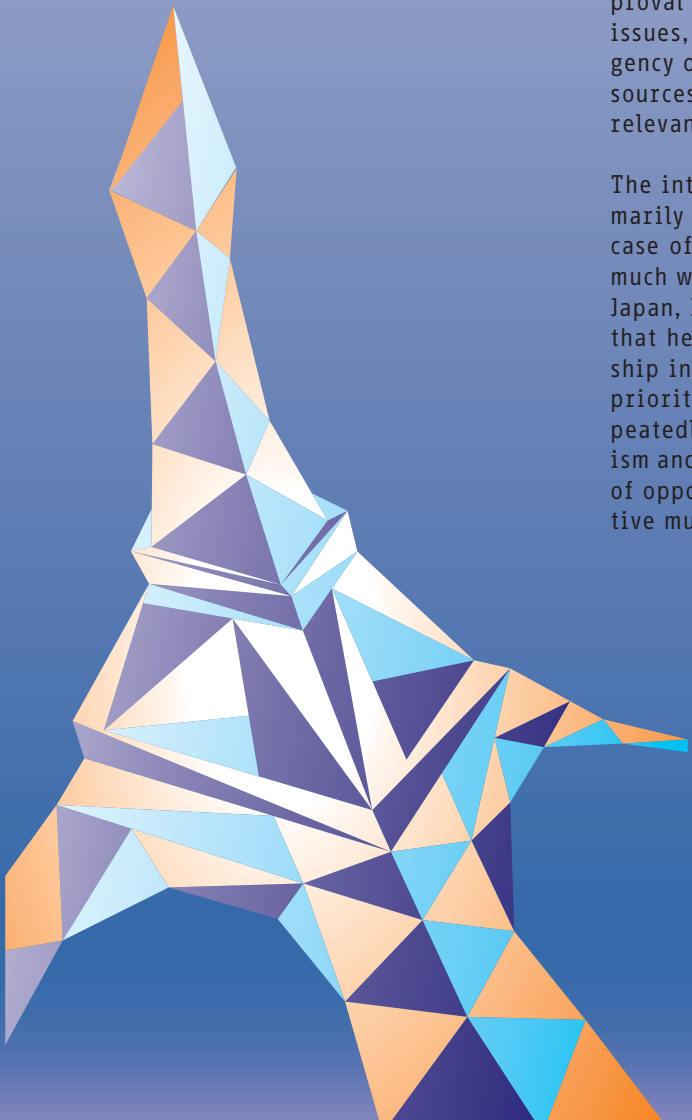 proval
issues,
gency o
sources
relevan
The int
marily
case of
much w
Japan,
that he
ship in
priorit
peatedl
ism and
of oppo
tive mu